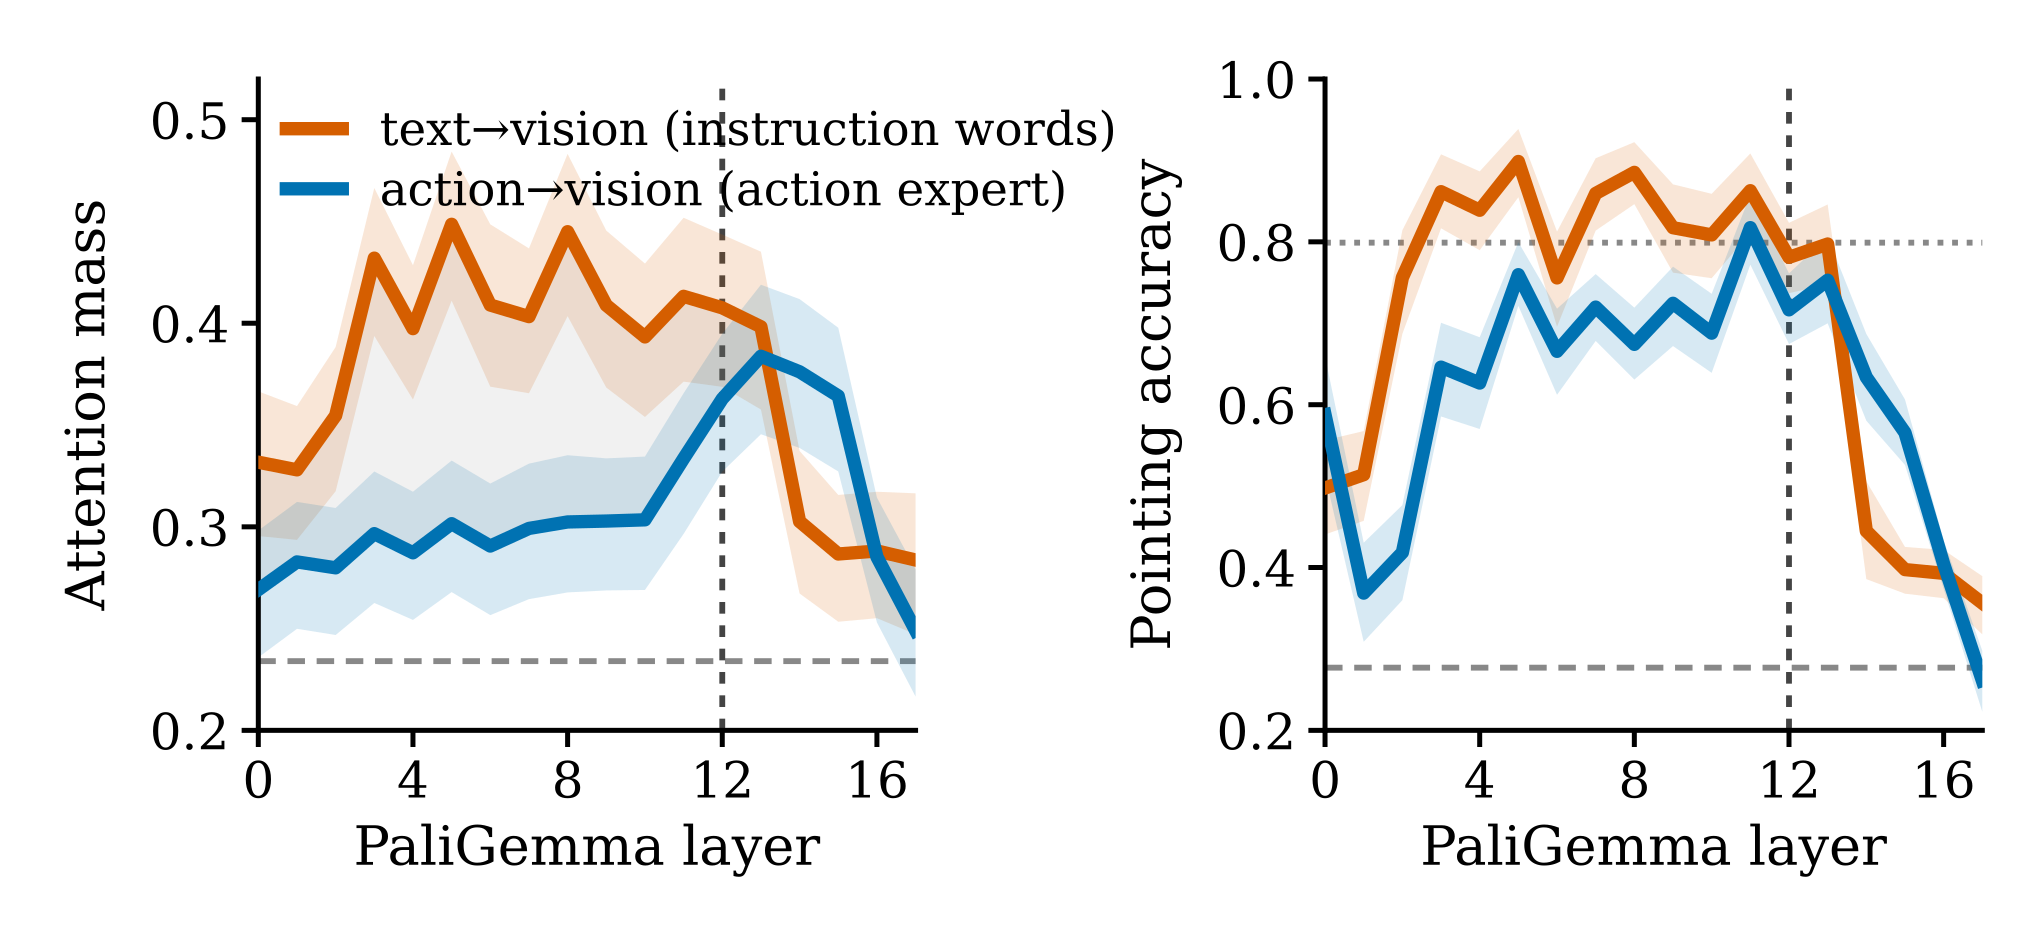 text→vision (instruction words)
action→vision (action expert)
Attention mass
0.5
0.4
0.3
0.2
0 4 8 12 16
PaliGemma layer
Pointing accuracy
1.0
0.8
0.6
0.4
0.2
0 4 8 12 16
PaliGemma layer